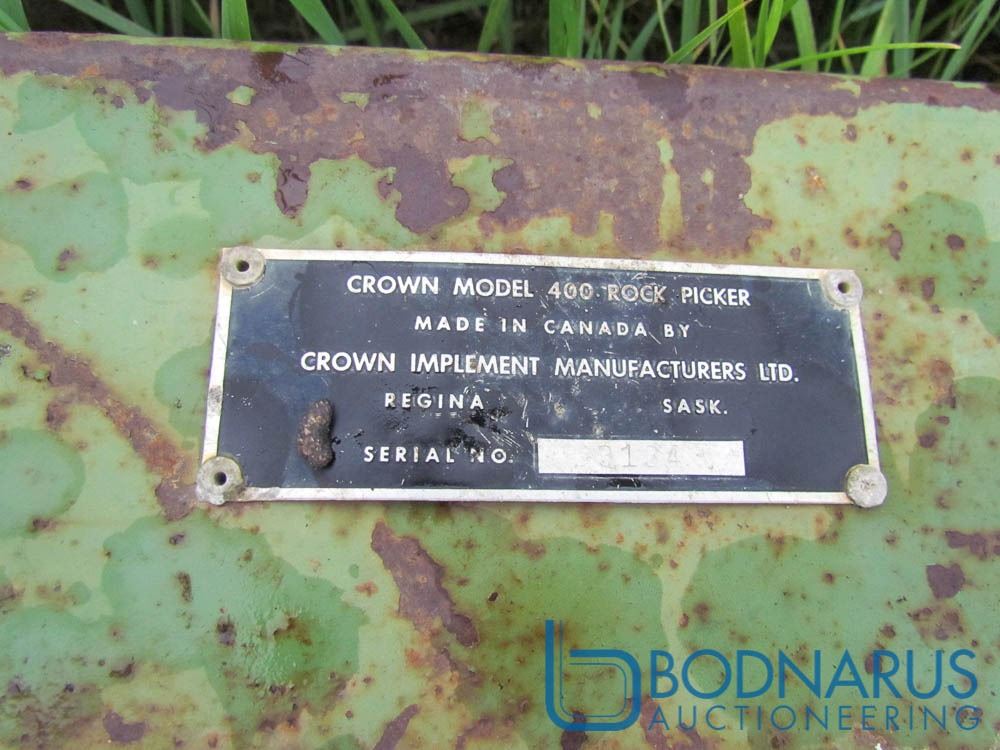 CROWN MODEL 400 ROCK PICKER
MADE IN CANADA BY
CROWN IMPLEMENT MANUFACTURERS LTD.
REGINA SASK.
SERIAL NO.
BODNARUS
AUCTIONEERING